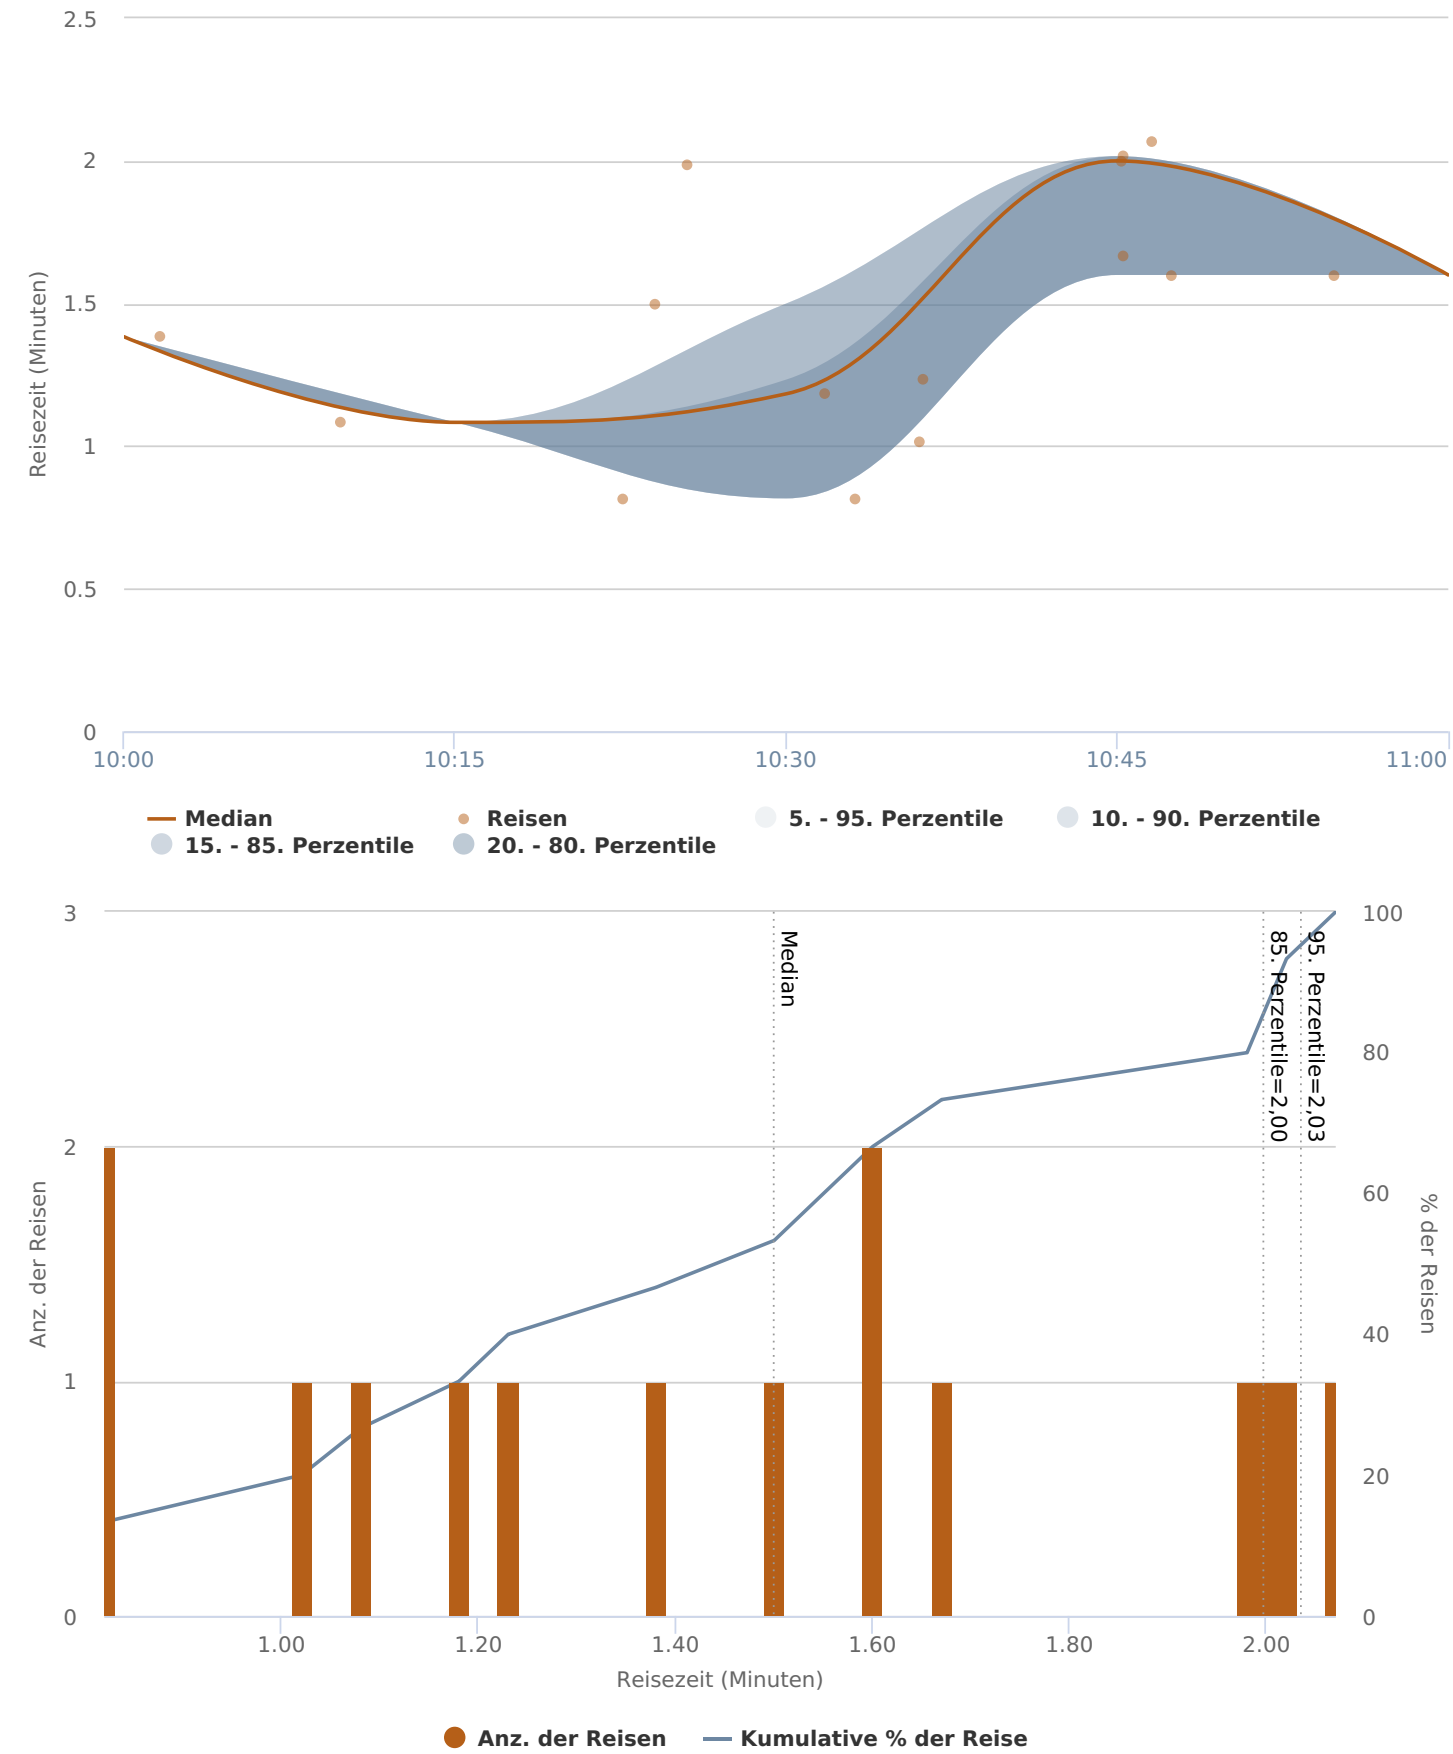 2.5
2
1.5
1
0.5
0
Reisezeit (Minuten)
10:00 10:15 10:30 10:45 11:00
Median Reisen 5. - 95. Perzentile 10. - 90. Perzentile
15. - 85. Perzentile 20. - 80. Perzentile
3
2
1
0
Anz. der Reisen
Median
85. Perzentile=2,00
95. Perzentile=2,03
100
80
60
40
20
0
% der Reisen
1.00 1.20 1.40 1.60 1.80 2.00
Reisezeit (Minuten)
Anz. der Reisen Kumulative % der Reise